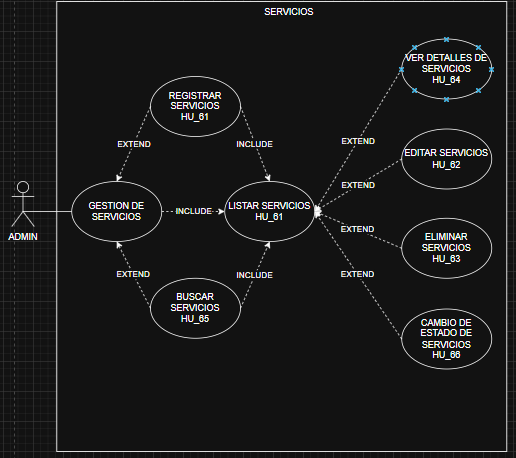 SERVICIOS
REGISTRAR
SERVICIOS
HU_61
EXTEND
INCLUDE
ADMIN
GESTION DE
SERVICIOS
INCLUDE
LISTAR SERVICIOS
HU_61
EXTEND
INCLUDE
BUSCAR
SERVICIOS
HU_65
VER DETALLES DE
SERVICIOS
HU_64
EXTEND
EDITAR SERVICIOS
HU_62
EXTEND
ELIMINAR
SERVICIOS
HU_63
EXTEND
CAMBIO DE
ESTADO DE
SERVICIOS
HU_66
EXTEND